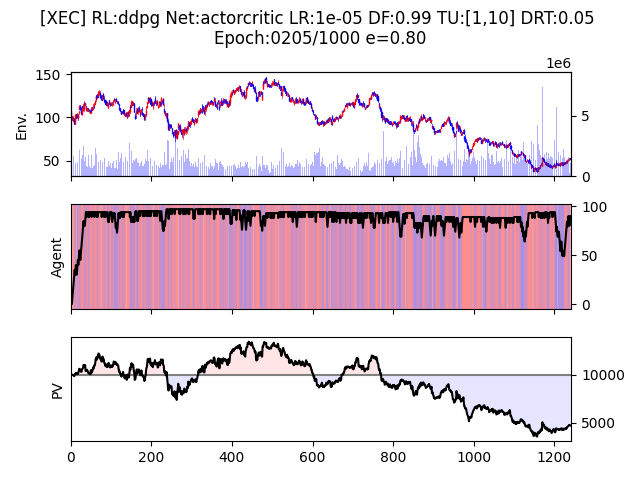 [XEC] RL:ddpg Net:actorcritic LR:1e-05 DF:0.99 TU:[1,10] DRT:0.05
Epoch:0205/1000 e=0.80
1e6
150
100
50
Env.
5
0
Agent
100
50
0
PV
10000
5000
0 200 400 600 800 1000 1200